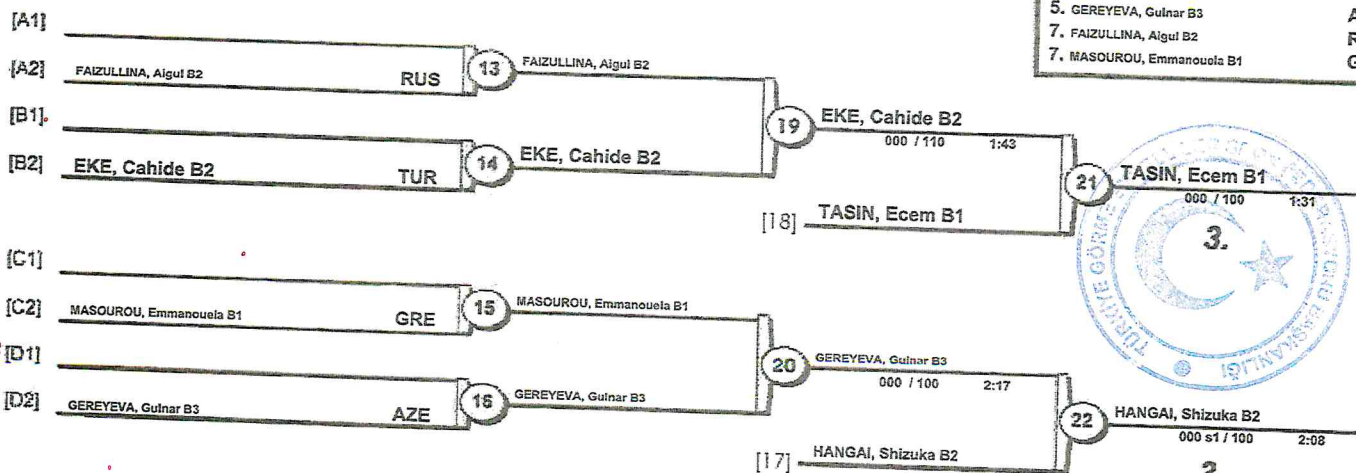 5. GEREYEVA, Gulnar B3 A
7. FAIZULLINA, Aigul B2 R
7. MASOUROU, Emmanouela B1 G
[A1]
[A2] FAIZULLINA, Aigul B2 RUS 13 FAIZULLINA, Aigul B2
[B1]
[B2] EKE, Cahide B2 TUR 14 EKE, Cahide B2
19 EKE, Cahide B2
000 / 110 1:43
[18] TASIN, Ecem B1
21 TASIN, Ecem B1
000 / 100 1:31
3.
[C1]
[C2] MASOUROU, Emmanouela B1 GRE 15 MASOUROU, Emmanouela B1
[D1]
[D2] GEREYEVA, Gulnar B3 AZE 16 GEREYEVA, Gulnar B3
20 GEREYEVA, Gulnar B3
000 / 100 2:17
[17] HANGAI, Shizuka B2
22 HANGAI, Shizuka B2
000 s1 / 100 2:08
TÜRKİYE GÖRME
BAŞKANLIĞI